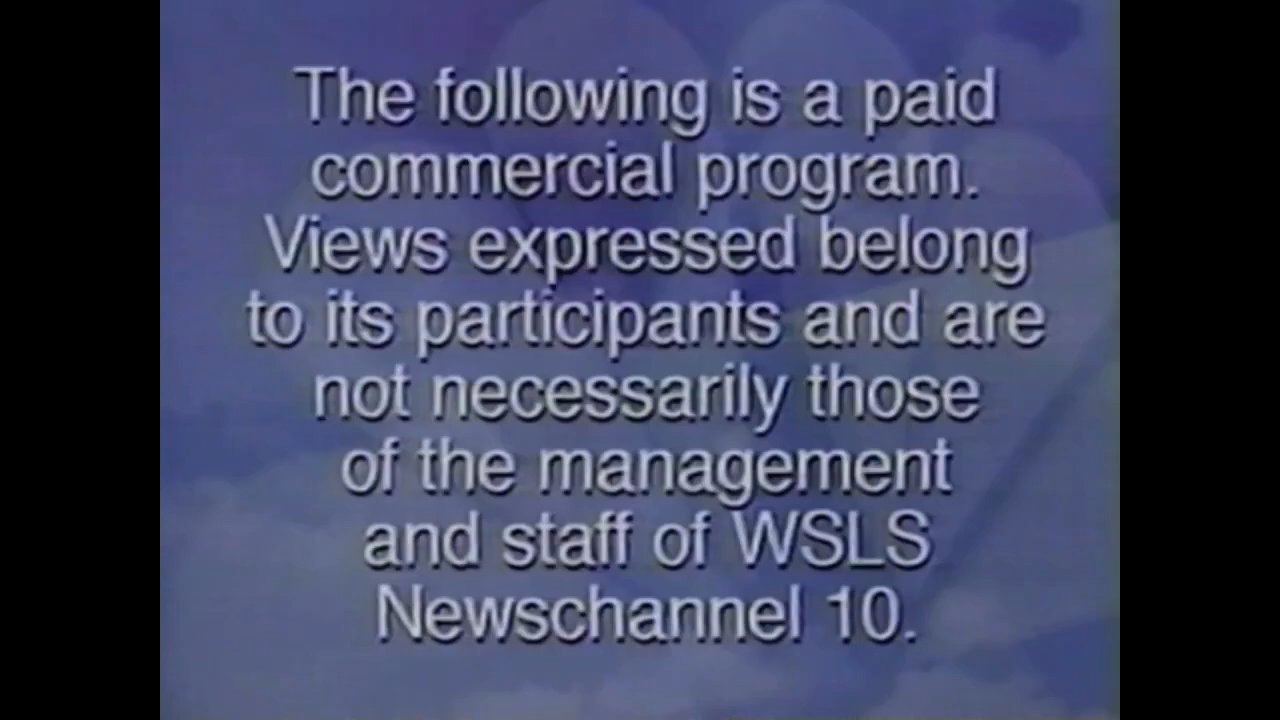 The following is a paid
commercial program.
Views expressed belong
to its participants and are
not necessarily those
of the management
and staff of WSLS
Newschannel 10.